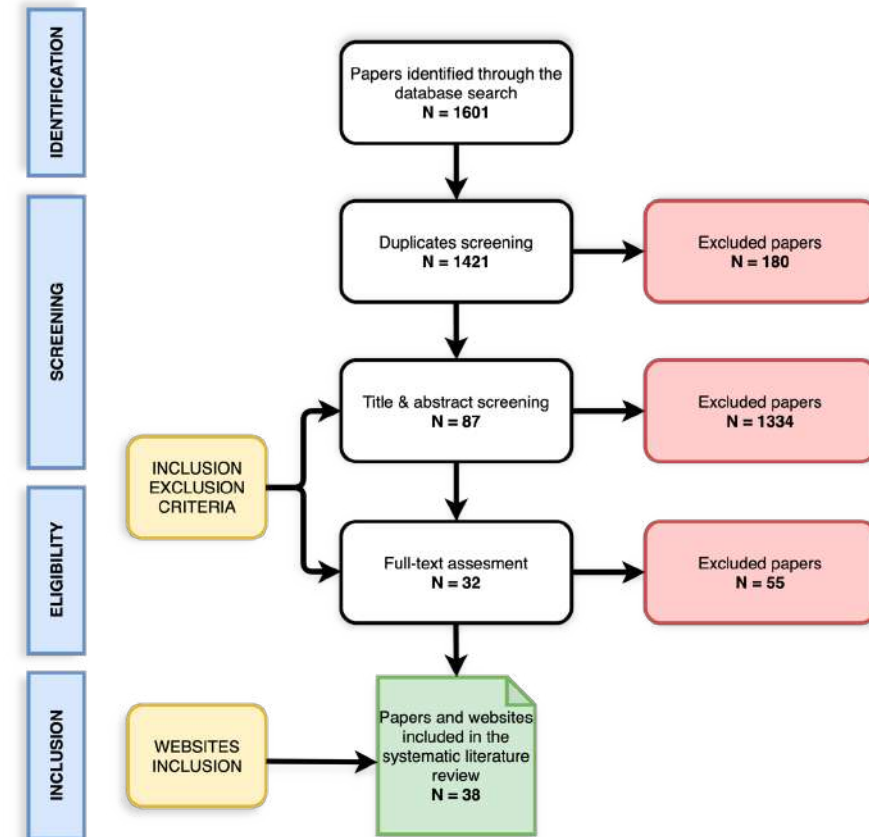 IDENTIFICATION
Papers identified through the
database search
N = 1601
SCREENING
Duplicates screening
N = 1421
Excluded papers
N = 180
Title & abstract screening
N = 87
Excluded papers
N = 1334
INCLUSION
EXCLUSION
CRITERIA
ELIGIBILITY
Full-text assesment
N = 32
Excluded papers
N = 55
INCLUSION
WEBSITES
INCLUSION
Papers and websites
included in the
systematic literature
review
N = 38